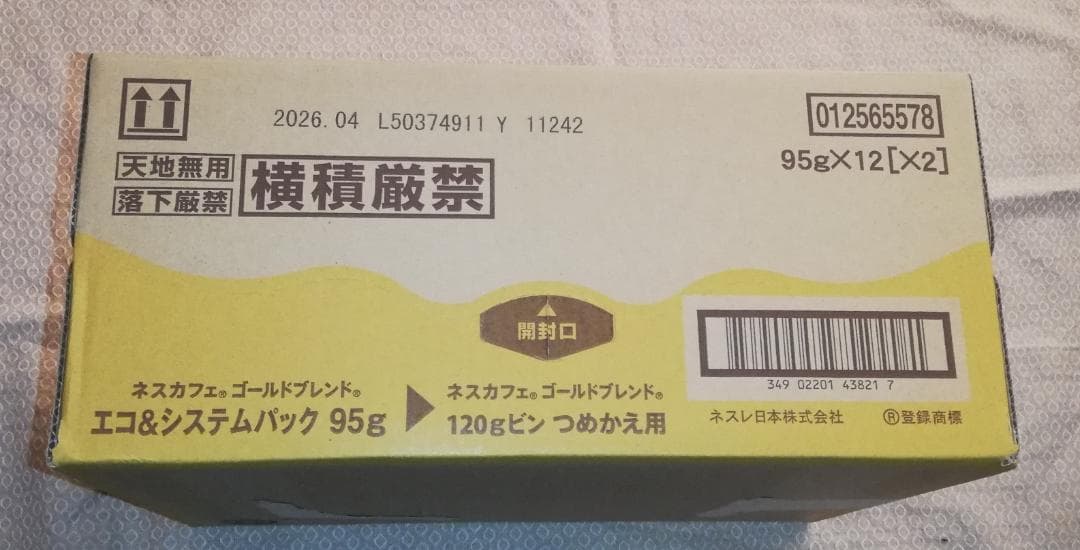 2026.04 L50374911 Y 11242
012565578
95g×12[×2]
天地無用
落下厳禁
横積厳禁
開封口
ネスカフェ® ゴールドブレンド®
エコ&システムパック 95g
ネスカフェ® ゴールドブレンド®
120gビン つめかえ用
349 02201 43821 7
ネスレ日本株式会社 ®登録商標